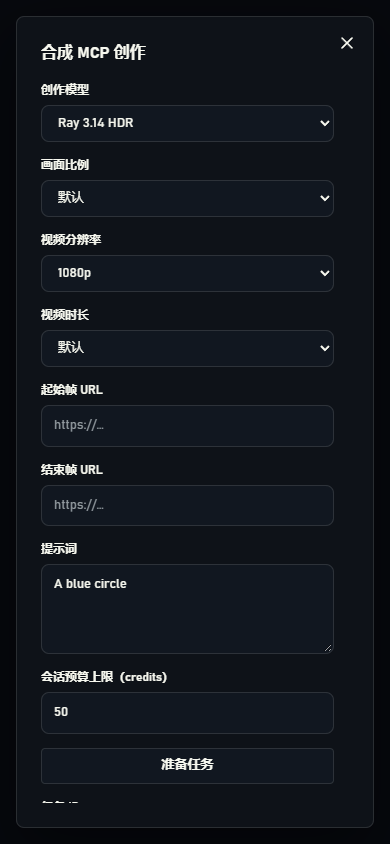 合成 MCP 创作
创作模型
Ray 3.14 HDR
画面比例
默认
视频分辨率
1080p
视频时长
默认
起始帧 URL
https://…
结束帧 URL
https://…
提示词
A blue circle
会话预算上限（credits）
50
准备任务